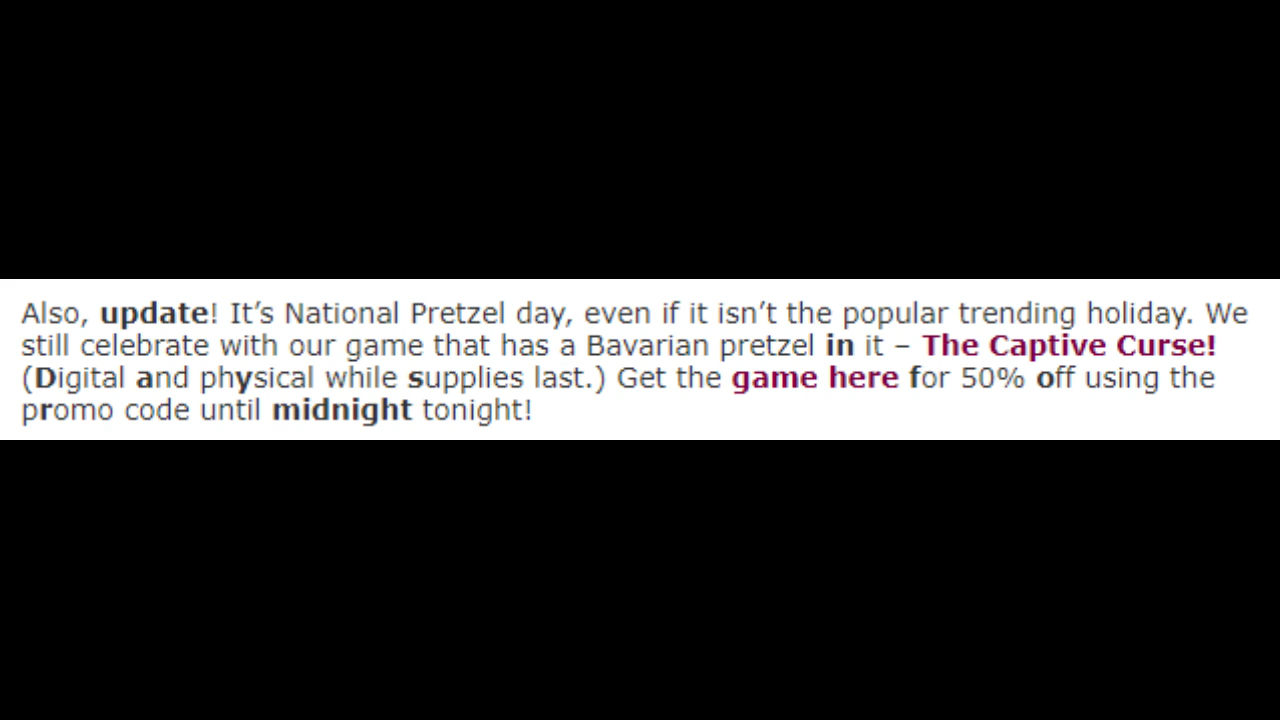 Also, update! It’s National Pretzel day, even if it isn’t the popular trending holiday. We
still celebrate with our game that has a Bavarian pretzel in it – The Captive Curse!
(Digital and physical while supplies last.) Get the game here for 50% off using the
promo code until midnight tonight!